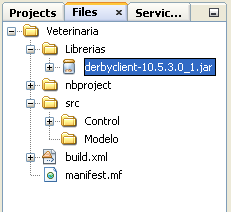 Projects Files Servic...
Veterinaria
Librerias
derbyclient-10.5.3.0_1.jar
nbproject
src
Control
Modelo
build.xml
manifest.mf